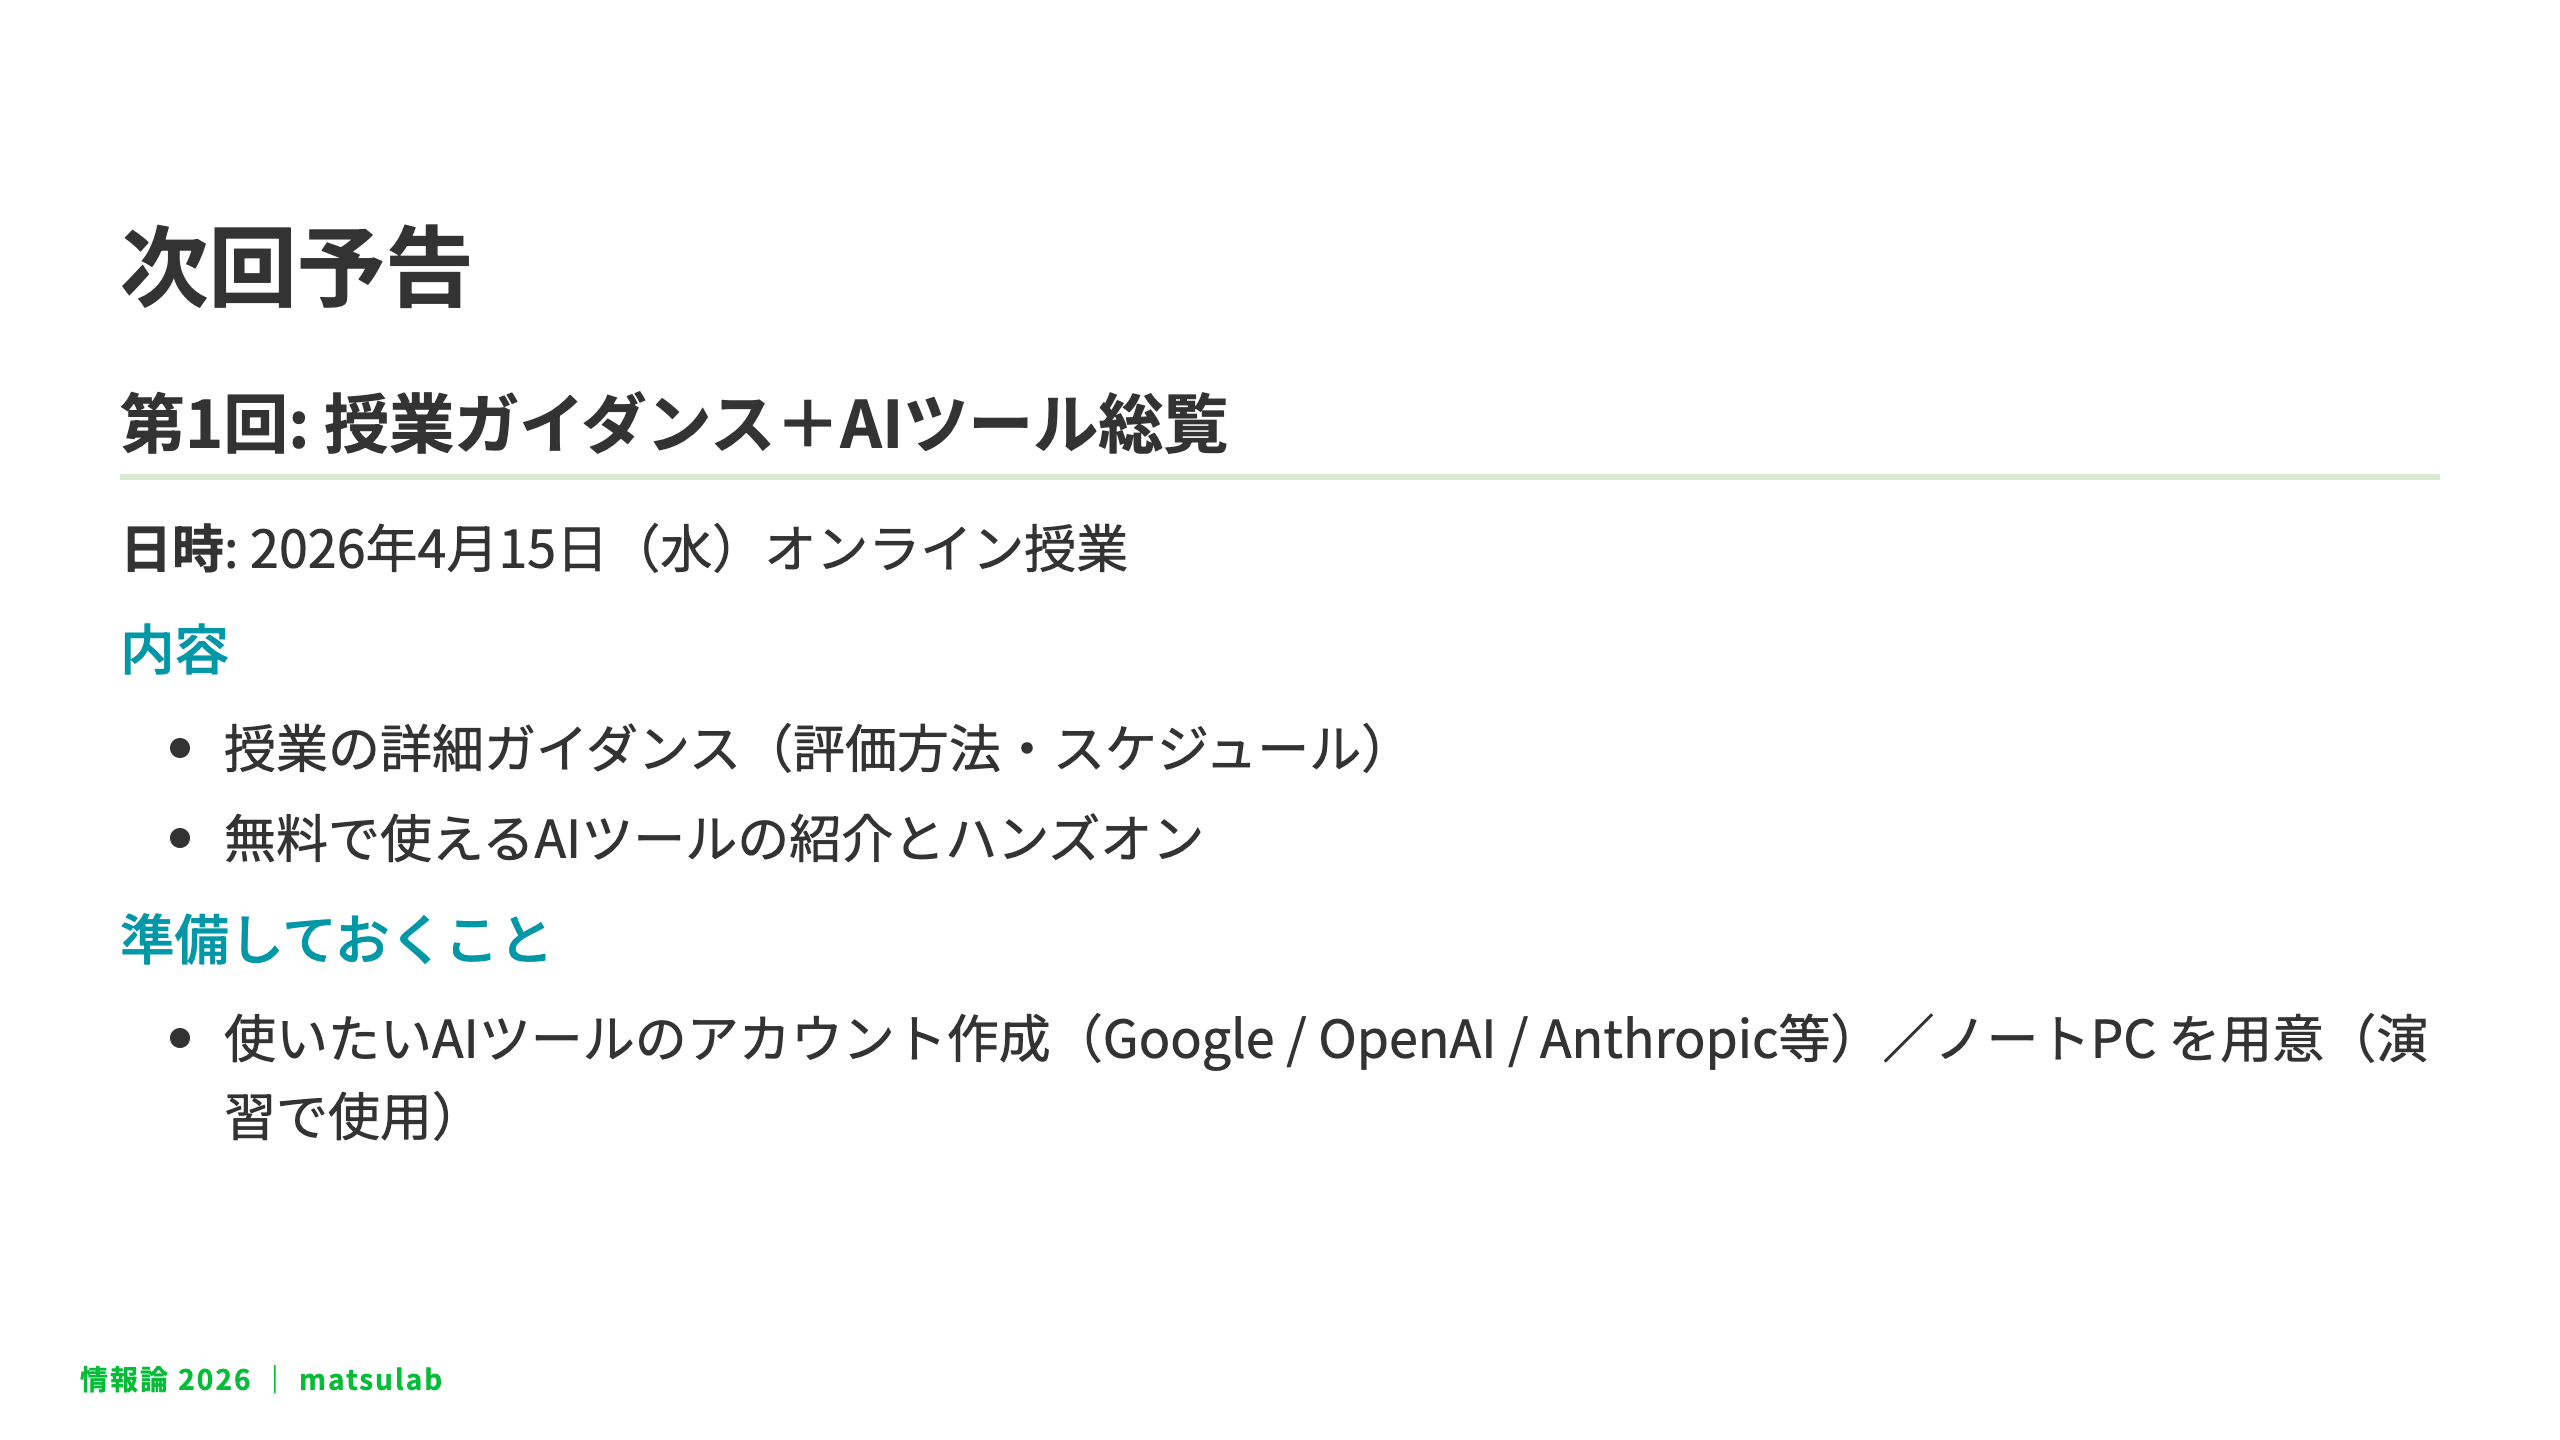 次回予告
第1回: 授業ガイダンス＋AIツール総覧
日時: 2026年4月15日（水）オンライン授業
内容
• 授業の詳細ガイダンス（評価方法・スケジュール）
• 無料で使えるAIツールの紹介とハンズオン
準備しておくこと
• 使いたいAIツールのアカウント作成（Google / OpenAI / Anthropic等）／ノートPC を用意（演
習で使用）
情報論 2026 ｜ matsulab